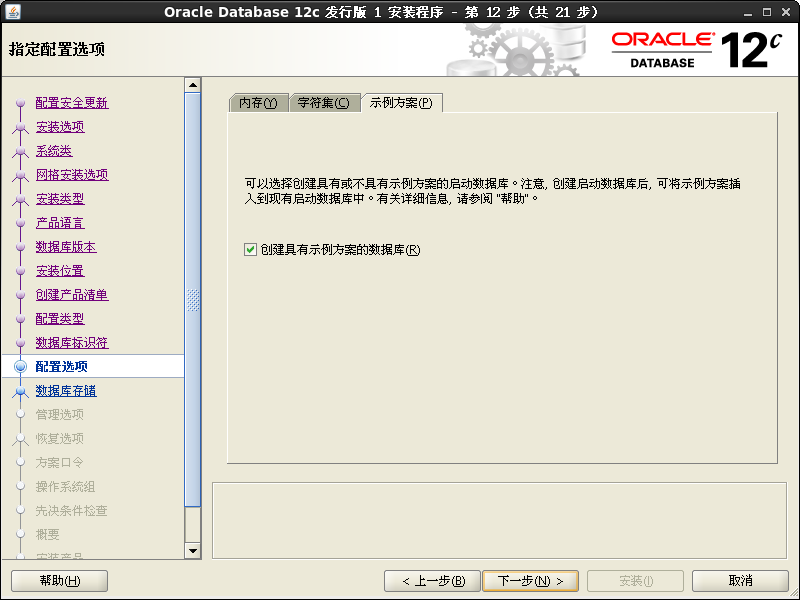 Oracle Database 12c 发行版 1 安装程序 - 第 12 步 (共 21 步)
指定配置选项
ORACLE
DATABASE
12c
配置安全更新
安装选项
系统类
网格安装选项
安装类型
产品语言
数据库版本
安装位置
创建产品清单
配置类型
数据库标识符
配置选项
数据库存储
管理选项
恢复选项
方案口令
操作系统组
先决条件检查
概要
安装产品
内存(Y)
字符集(C)
示例方案(P)
可以选择创建具有或不具有示例方案的启动数据库。注意, 创建启动数据库后, 可将示例方案插
入到现有启动数据库中。有关详细信息, 请参阅 "帮助"。
创建具有示例方案的数据库(R)
帮助(H)
< 上一步(B)
下一步(N) >
安装(I)
取消